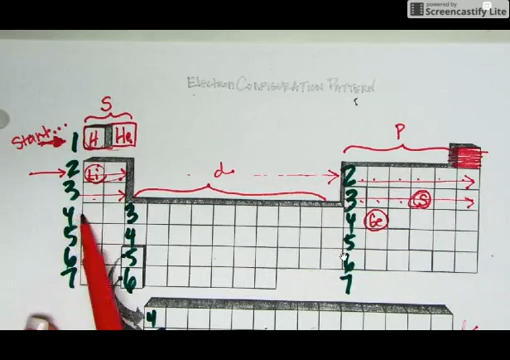 powered by
Screencastify Lite
ELECTRON CONFIGURATION PATTERN
S
P
Start...
1 H He
d
2 Li 2
3 3 S
4 3 4 Ge
5 4 5
6 5 6
7 6 7
4